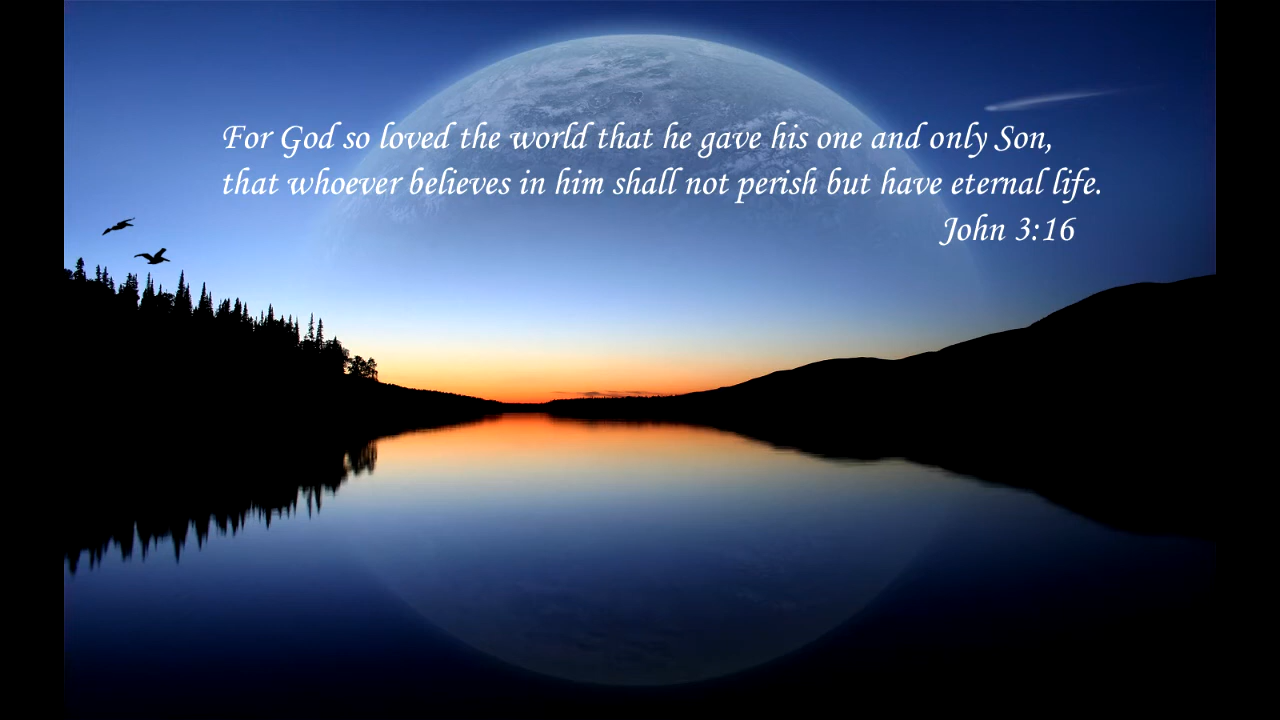 For God so loved the world that he gave his one and only Son,
that whoever believes in him shall not perish but have eternal life.
John 3:16